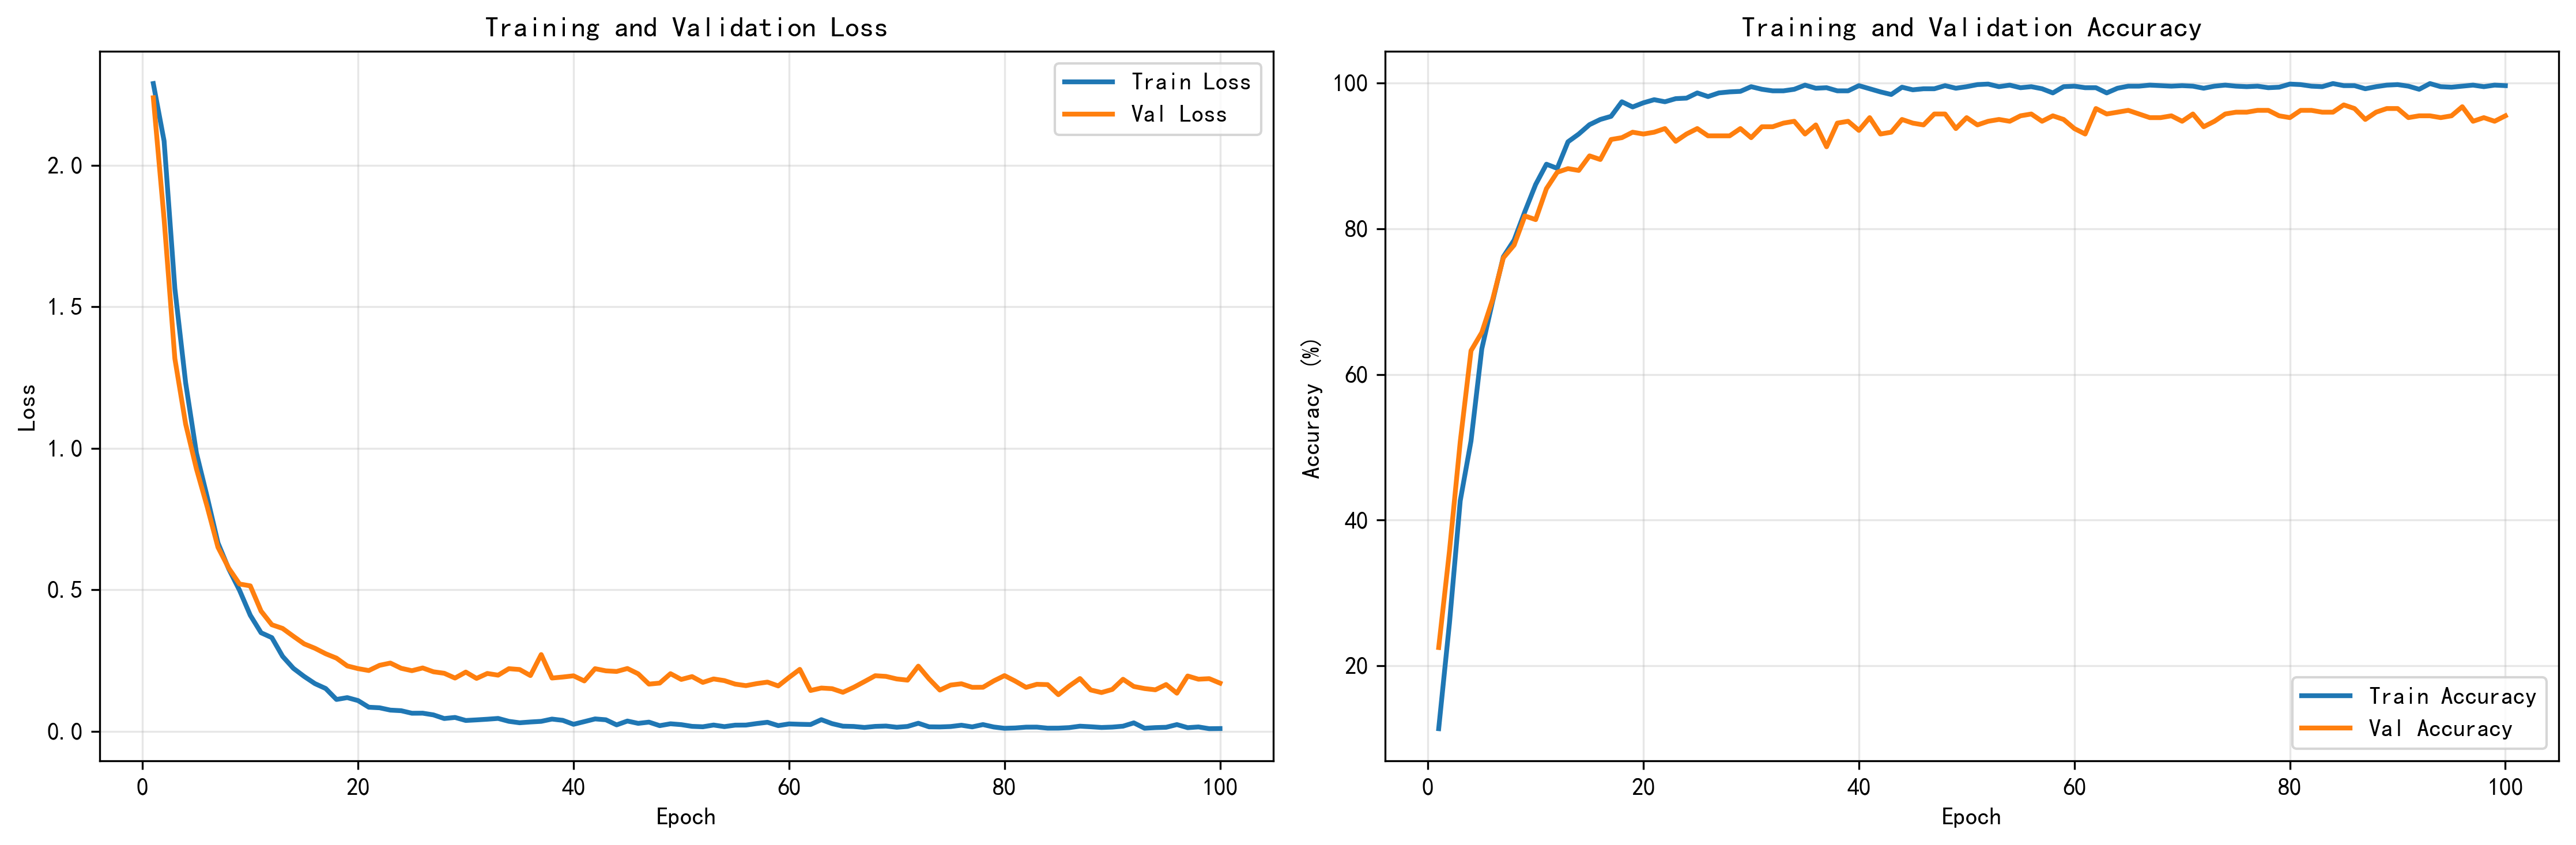 Training and Validation Loss
Train Loss
Val Loss
2.0
1.5
1.0
0.5
0.0
Loss
0 20 40 60 80 100
Epoch
Training and Validation Accuracy
100
80
60
40
20
Accuracy (%)
Train Accuracy
Val Accuracy
0 20 40 60 80 100
Epoch